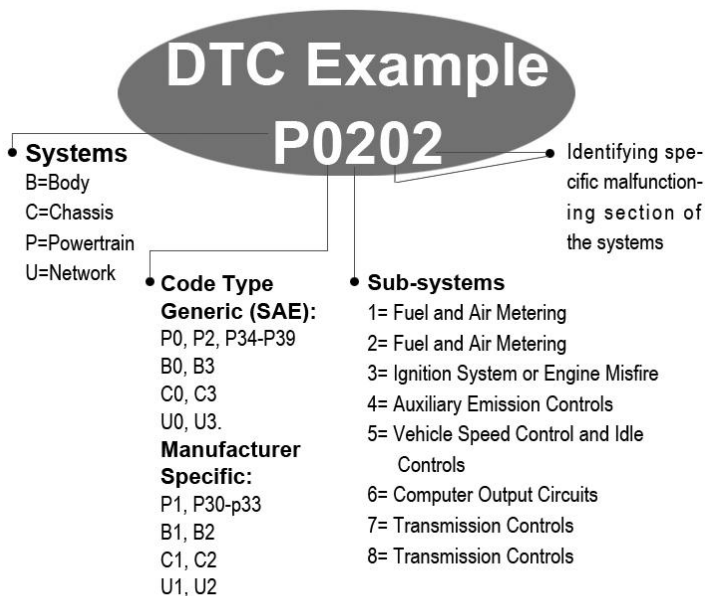 DTC Example
P0202
Systems
B=Body
C=Chassis
P=Powertrain
U=Network
Identifying spe-
cific malfunction-
ing section of
the systems
Code Type
Generic (SAE):
P0, P2, P34-P39
B0, B3
C0, C3
U0, U3.
Manufacturer
Specific:
P1, P30-p33
B1, B2
C1, C2
U1, U2
Sub-systems
1= Fuel and Air Metering
2= Fuel and Air Metering
3= Ignition System or Engine Misfire
4= Auxiliary Emission Controls
5= Vehicle Speed Control and Idle
Controls
6= Computer Output Circuits
7= Transmission Controls
8= Transmission Controls